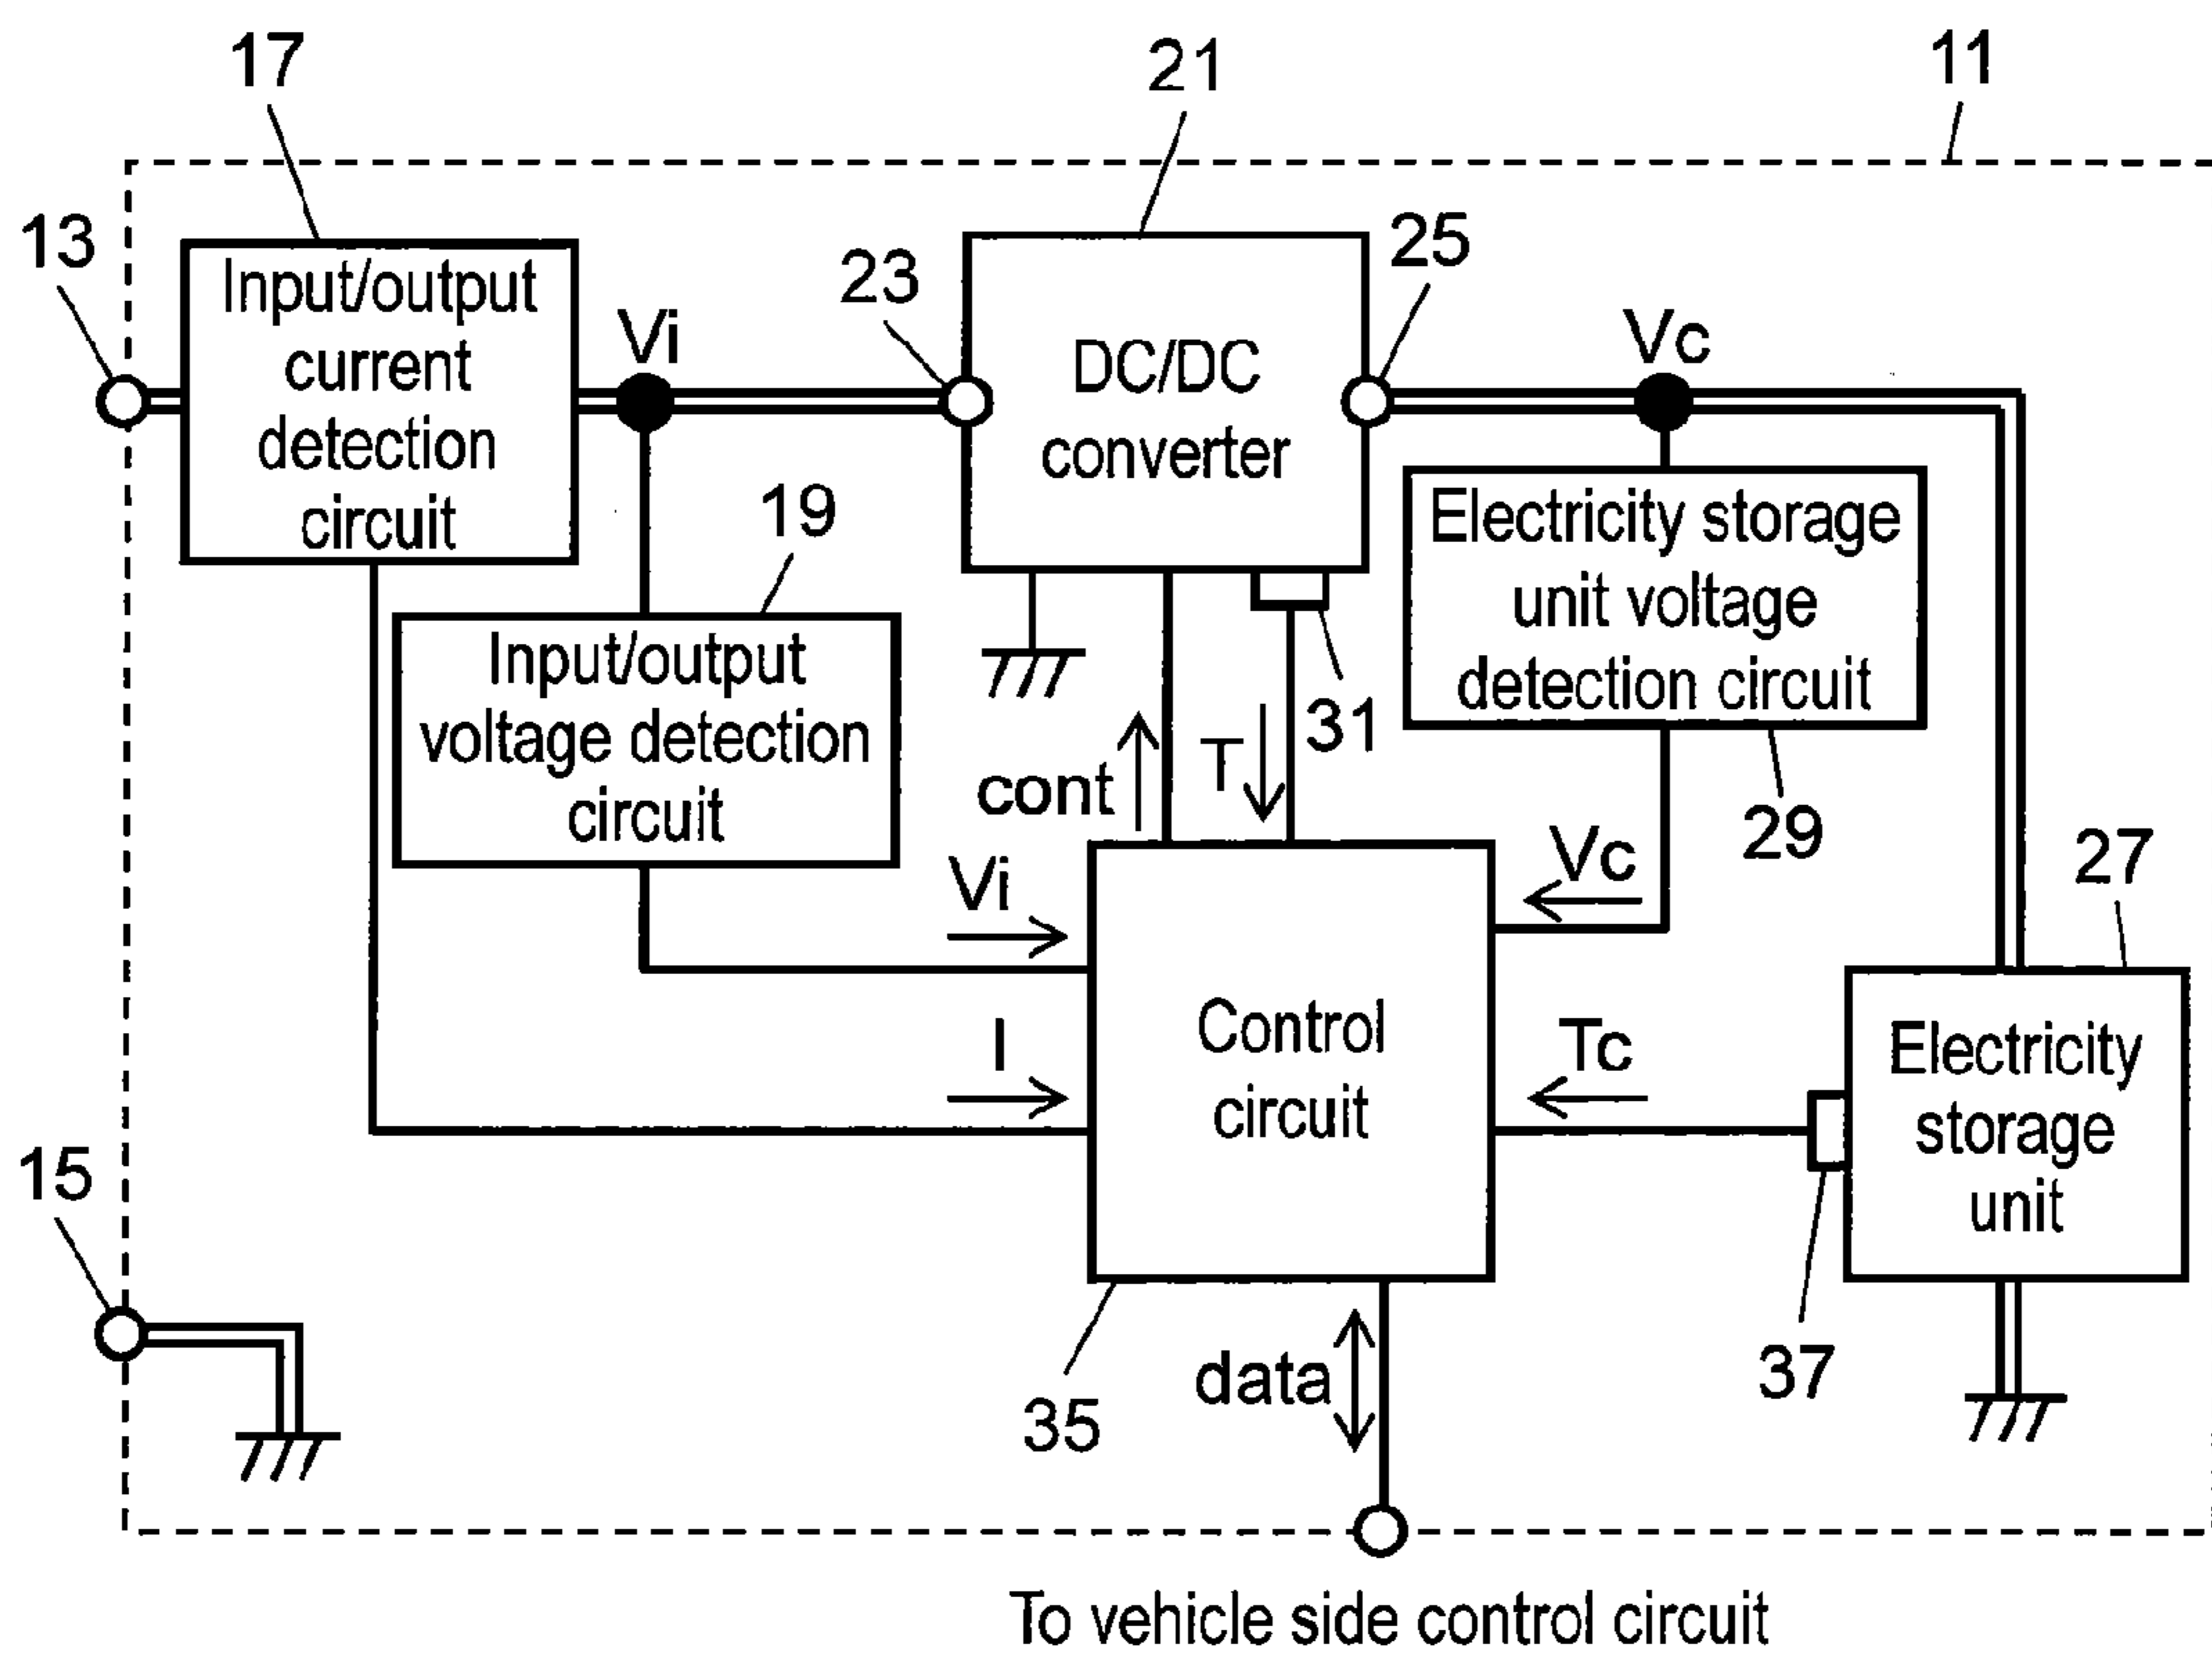 17
21
11
13
Input/output
current
detection
circuit
Vi
23
DC/DC
converter
25
Vc
19
Input/output
voltage detection
circuit
Electricity storage
unit voltage
detection circuit
31
cont
T
29
27
Vi
Vc
I
Control
circuit
Tc
Electricity
storage
unit
15
35
data
37
To vehicle side control circuit